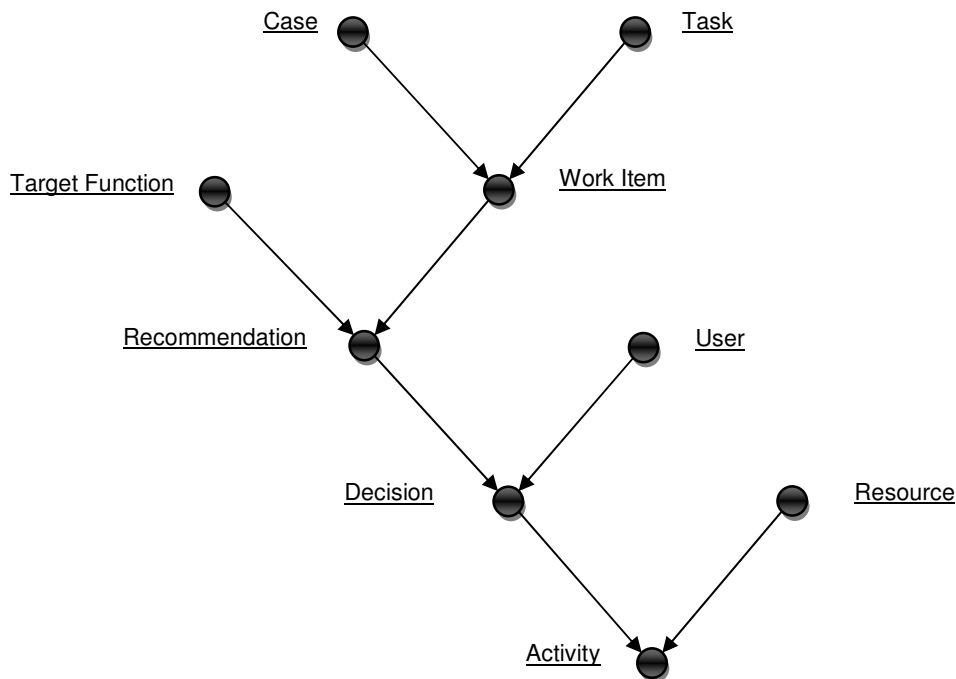 Case
Task
Target Function
Work Item
Recommendation
User
Decision
Resource
Activity